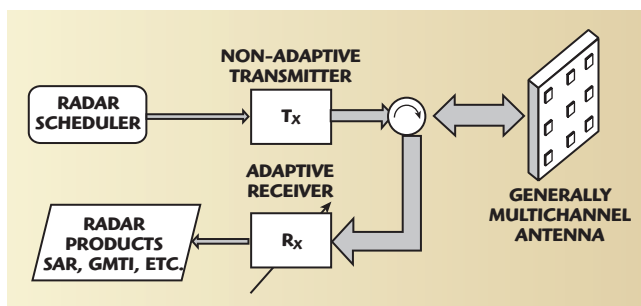 NON-ADAPTIVE
TRANSMITTER
RADAR
SCHEDULER
TX
ADAPTIVE
RECEIVER
RADAR
PRODUCTS
SAR, GMTI, ETC.
RX
GENERALLY
MULTICHANNEL
ANTENNA